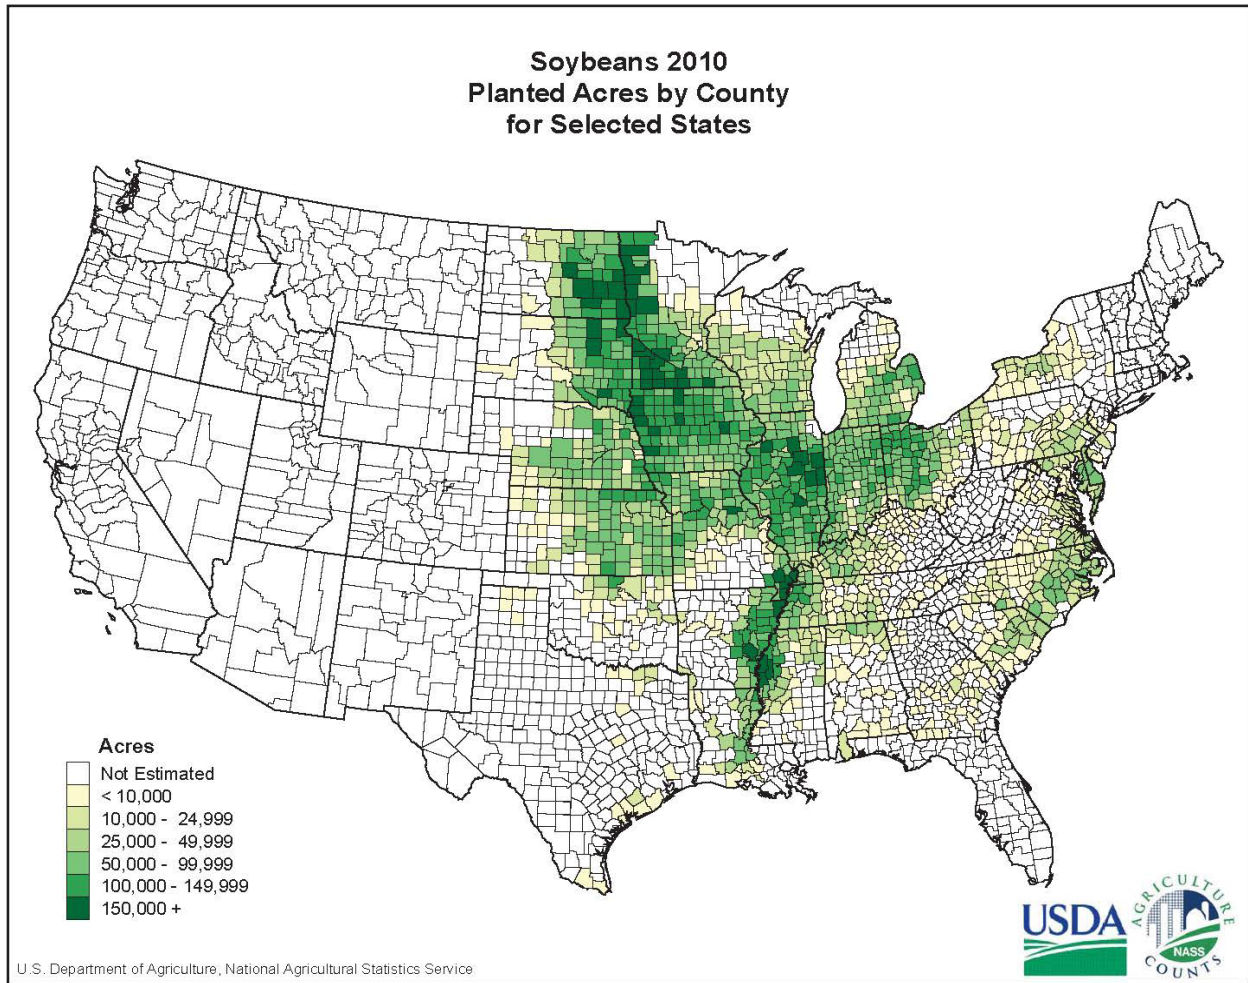 Soybeans 2010
Planted Acres by County
for Selected States
Acres
Not Estimated
< 10,000
10,000 - 24,999
25,000 - 49,999
50,000 - 99,999
100,000 - 149,999
150,000 +
U.S. Department of Agriculture, National Agricultural Statistics Service
USDA
AGRICULTURE
NASS
COUNTS